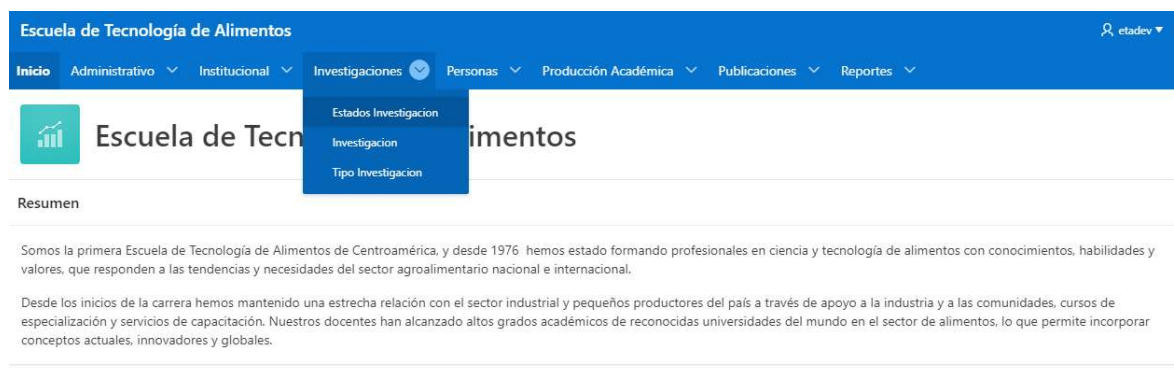 Escuela de Tecnología de Alimentos
etadev
Inicio Administrativo Institucional Investigaciones Personas Producción Académica Publicaciones Reportes
Estados Investigacion
Investigacion
Tipo Investigacion
Escuela de Tecn imentos
Resumen
Somos la primera Escuela de Tecnología de Alimentos de Centroamérica, y desde 1976 hemos estado formando profesionales en ciencia y tecnología de alimentos con conocimientos, habilidades y
valores, que responden a las tendencias y necesidades del sector agroalimentario nacional e internacional.
Desde los inicios de la carrera hemos mantenido una estrecha relación con el sector industrial y pequeños productores del país a través de apoyo a la industria y a las comunidades, cursos de
especialización y servicios de capacitación. Nuestros docentes han alcanzado altos grados académicos de reconocidas universidades del mundo en el sector de alimentos, lo que permite incorporar
conceptos actuales, innovadores y globales.